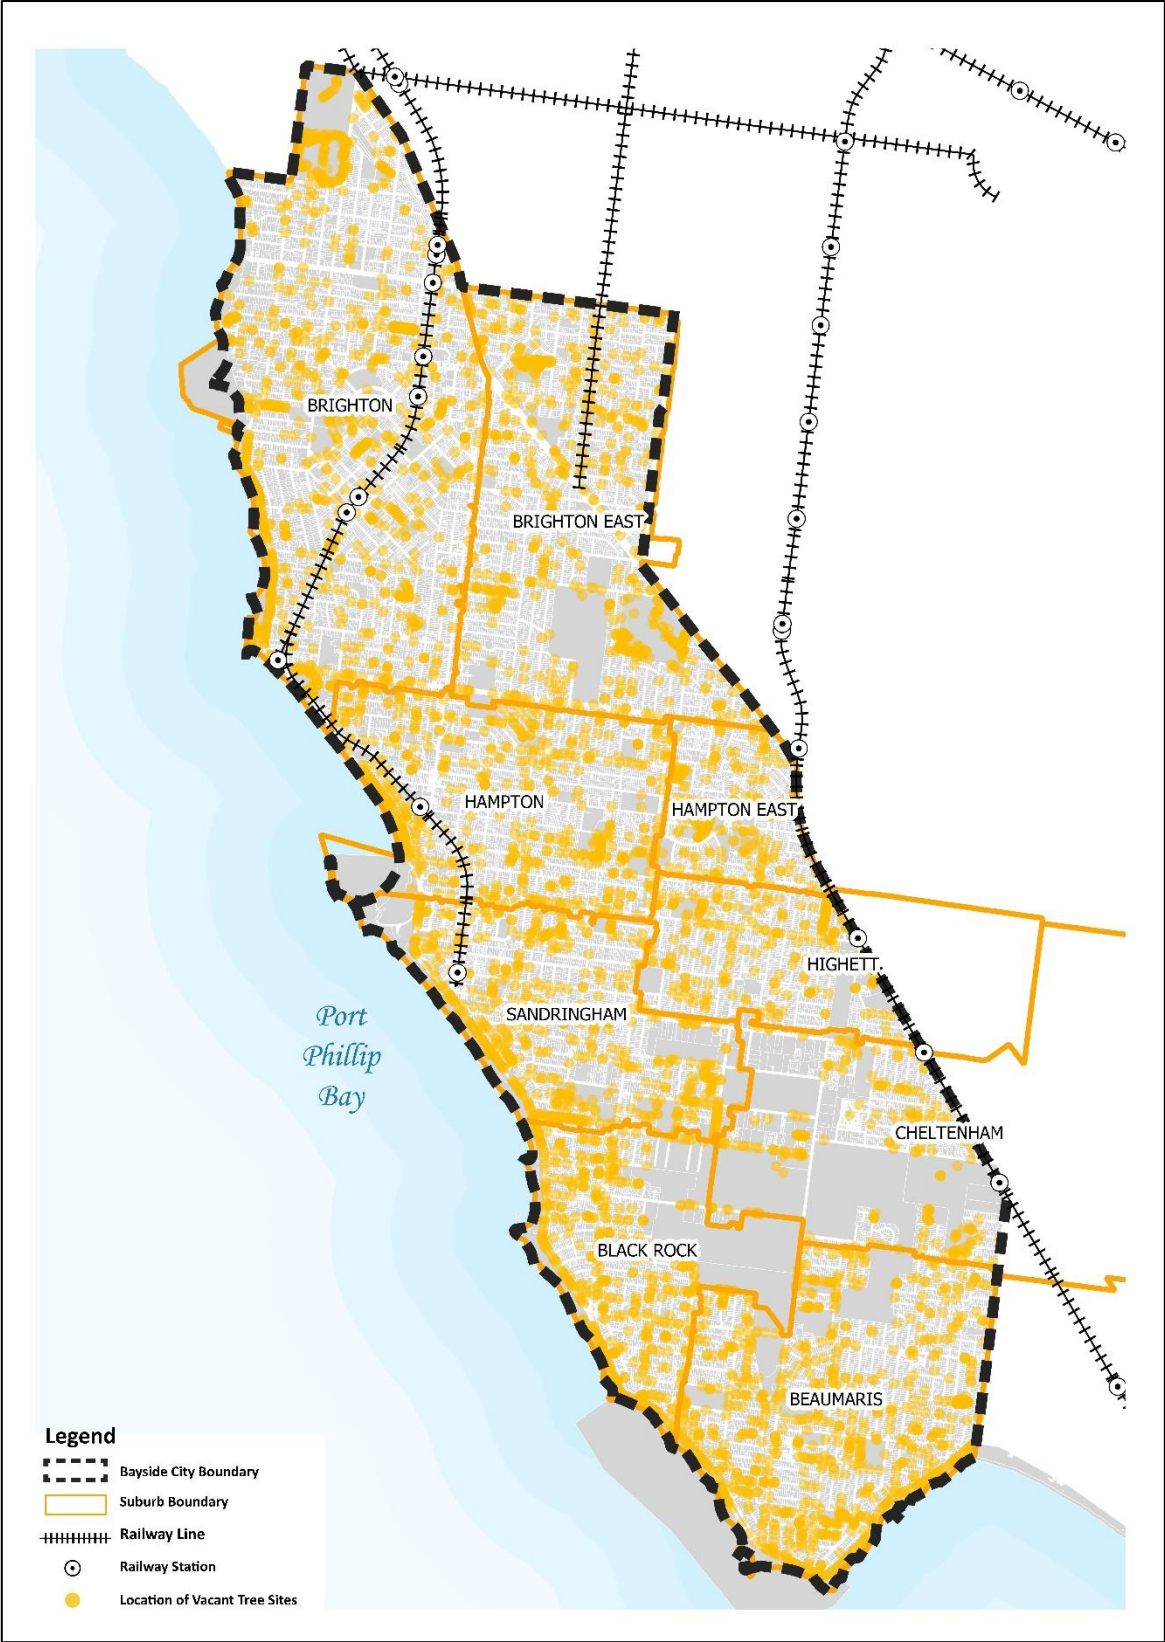 BRIGHTON
BRIGHTON EAST
HAMPTON
HAMPTON EAST
HIGHETT
SANDRINGHAM
Port
Phillip
Bay
CHELTENHAM
BLACK ROCK
BEAUMARIS
Legend
Bayside City Boundary
Suburb Boundary
Railway Line
Railway Station
Location of Vacant Tree Sites